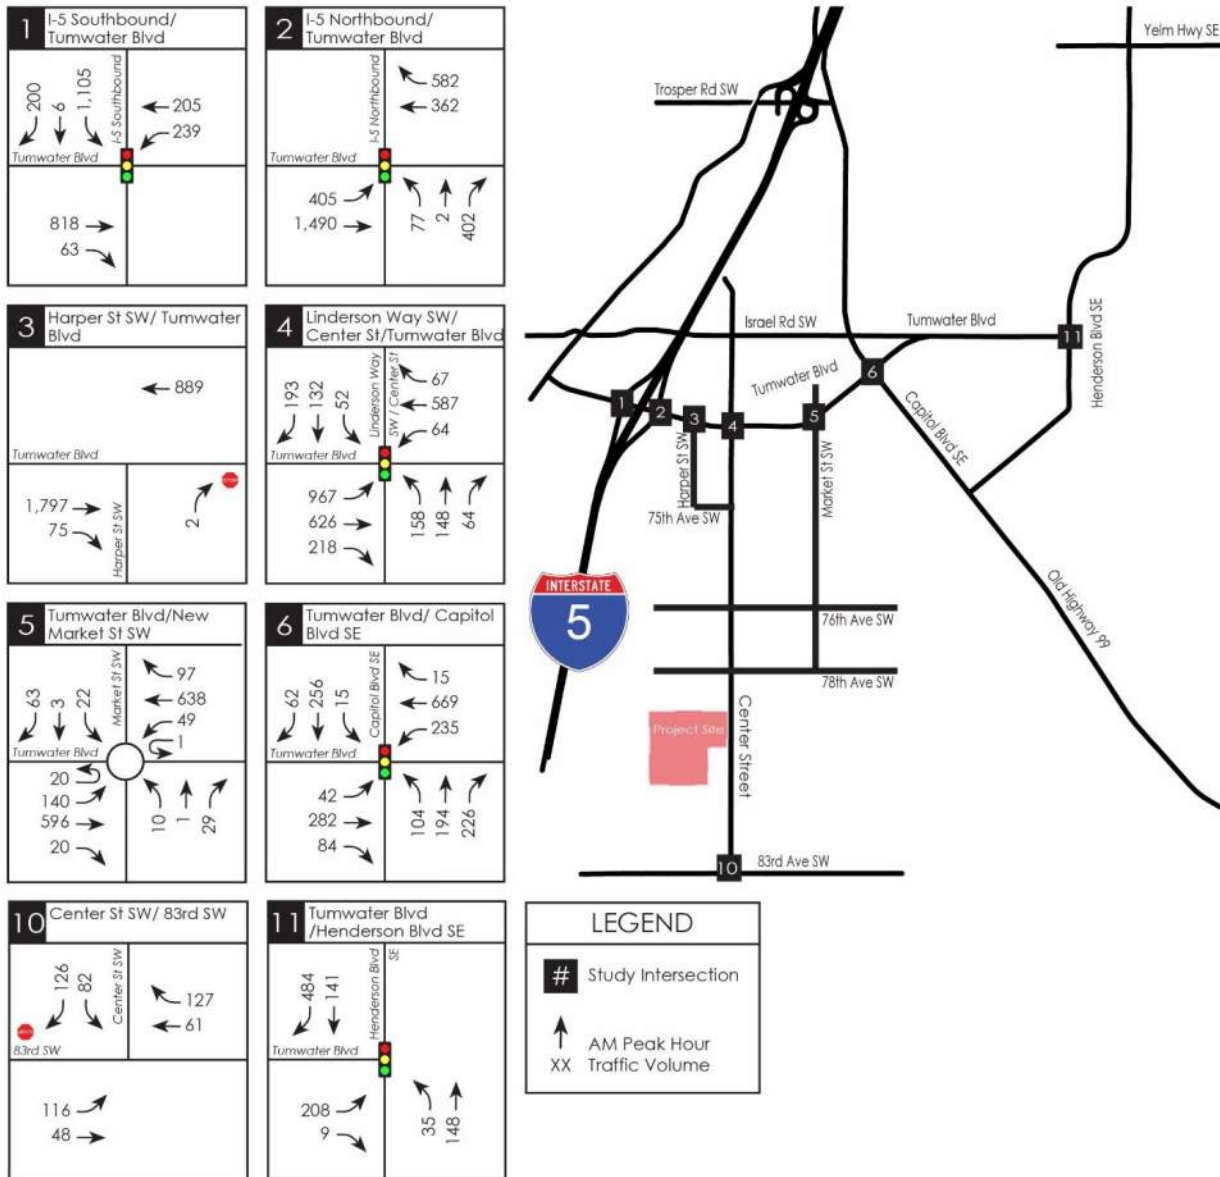 1
I-5 Southbound/
Tumwater Blvd
200
6
1,105
I-5 Southbound
205
239
Tumwater Blvd
818
63
2
I-5 Northbound/
Tumwater Blvd
I-5 Northbound
582
362
Tumwater Blvd
405
1,490
77
2
402
3
Harper St SW/ Tumwater
Blvd
889
Tumwater Blvd
1,797
75
Harper St SW
2
4
Linderson Way SW/
Center St/Tumwater Blvd
193
132
52
Linderson Way
SW / Center St
67
587
64
Tumwater Blvd
967
626
218
158
148
64
5
Tumwater Blvd/New
Market St SW
63
3
22
Market St SW
97
638
49
1
Tumwater Blvd
20
140
596
20
10
1
29
6
Tumwater Blvd/ Capitol
Blvd SE
62
256
15
Capitol Blvd SE
15
669
235
Tumwater Blvd
42
282
84
104
194
226
10
Center St SW/ 83rd SW
126
82
Center St SW
127
61
83rd SW
116
48
11
Tumwater Blvd
/Henderson Blvd SE
484
141
Henderson Blvd
SE
Tumwater Blvd
208
9
35
148
Yelm Hwy SE
Trosper Rd SW
Israel Rd SW
Tumwater Blvd
11
Henderson Blvd SE
6
Tumwater Blvd
1
2
3
4
5
Capitol Blvd SE
Harper St SW
Market St SW
75th Ave SW
Old Highway 99
INTERSTATE
5
76th Ave SW
78th Ave SW
Project Site
Center Street
10
83rd Ave SW
LEGEND
# Study Intersection
AM Peak Hour
XX Traffic Volume